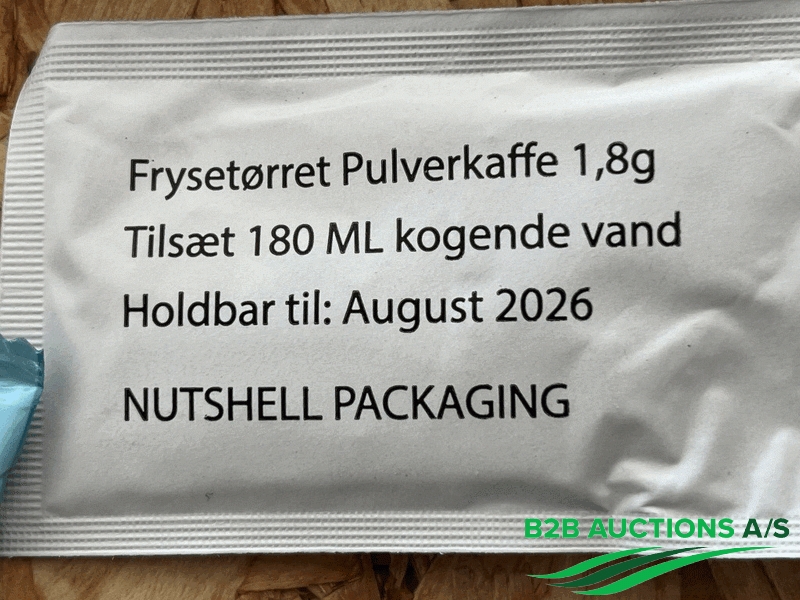 Frysetørret Pulverkaffe 1,8g
Tilsæt 180 ML kogende vand
Holdbar til: August 2026
NUTSHELL PACKAGING
B2B AUCTIONS A/S